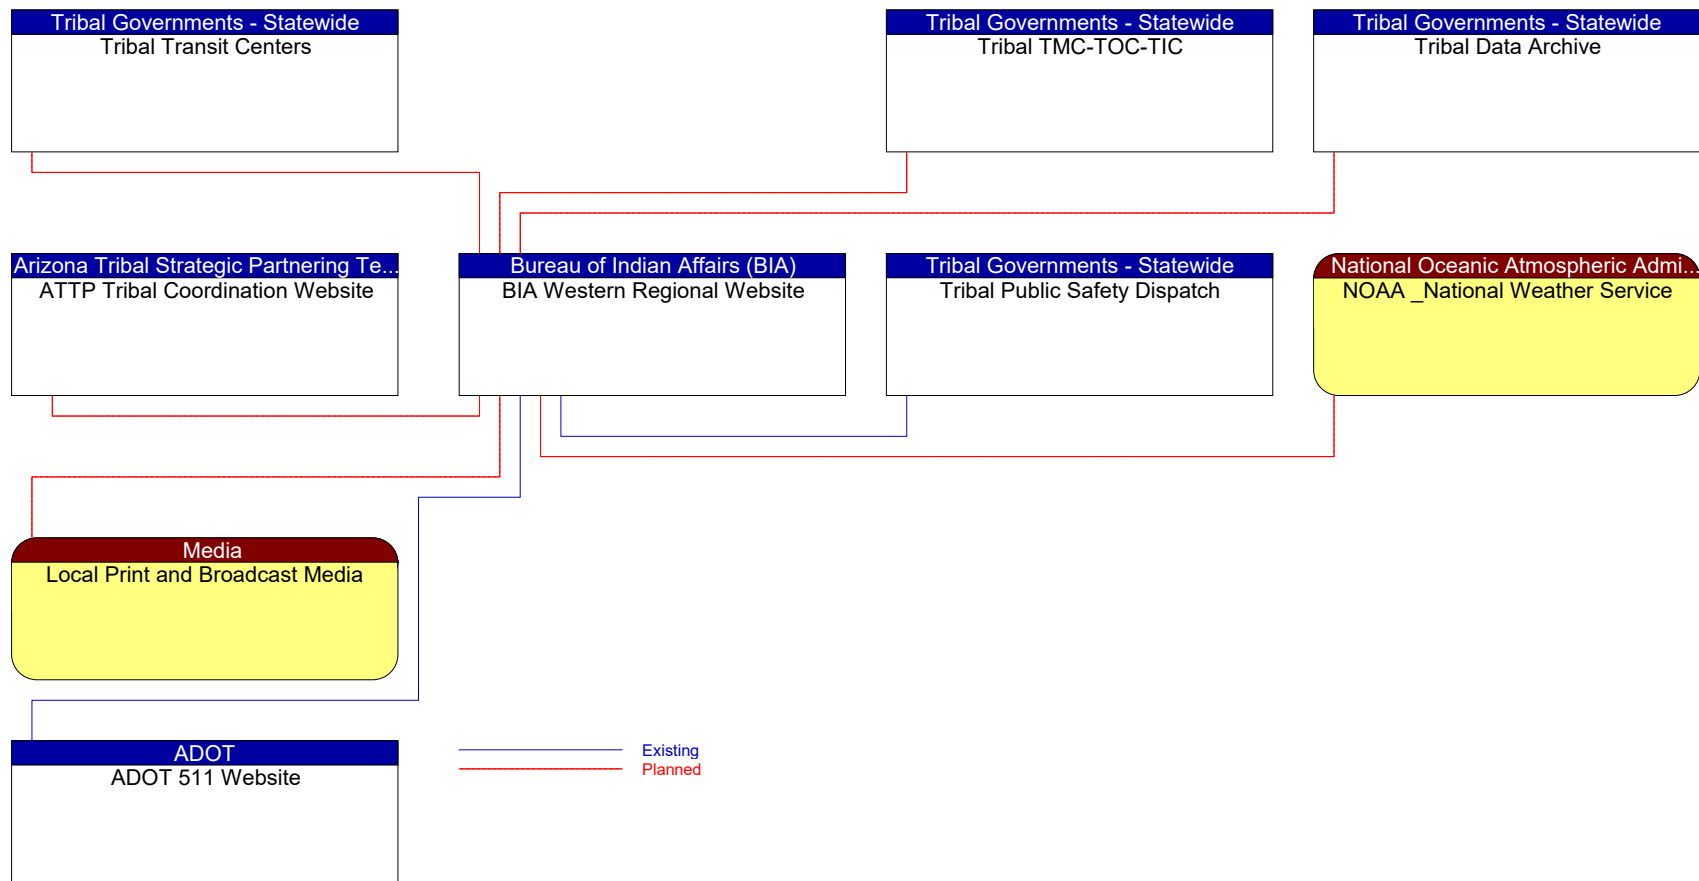 Tribal Governments - Statewide
Tribal Transit Centers
Tribal Governments - Statewide
Tribal TMC-TOC-TIC
Tribal Governments - Statewide
Tribal Data Archive
Arizona Tribal Strategic Partnering Te...
ATTP Tribal Coordination Website
Bureau of Indian Affairs (BIA)
BIA Western Regional Website
Tribal Governments - Statewide
Tribal Public Safety Dispatch
National Oceanic Atmospheric Admi...
NOAA _National Weather Service
Media
Local Print and Broadcast Media
ADOT
ADOT 511 Website
Existing
Planned